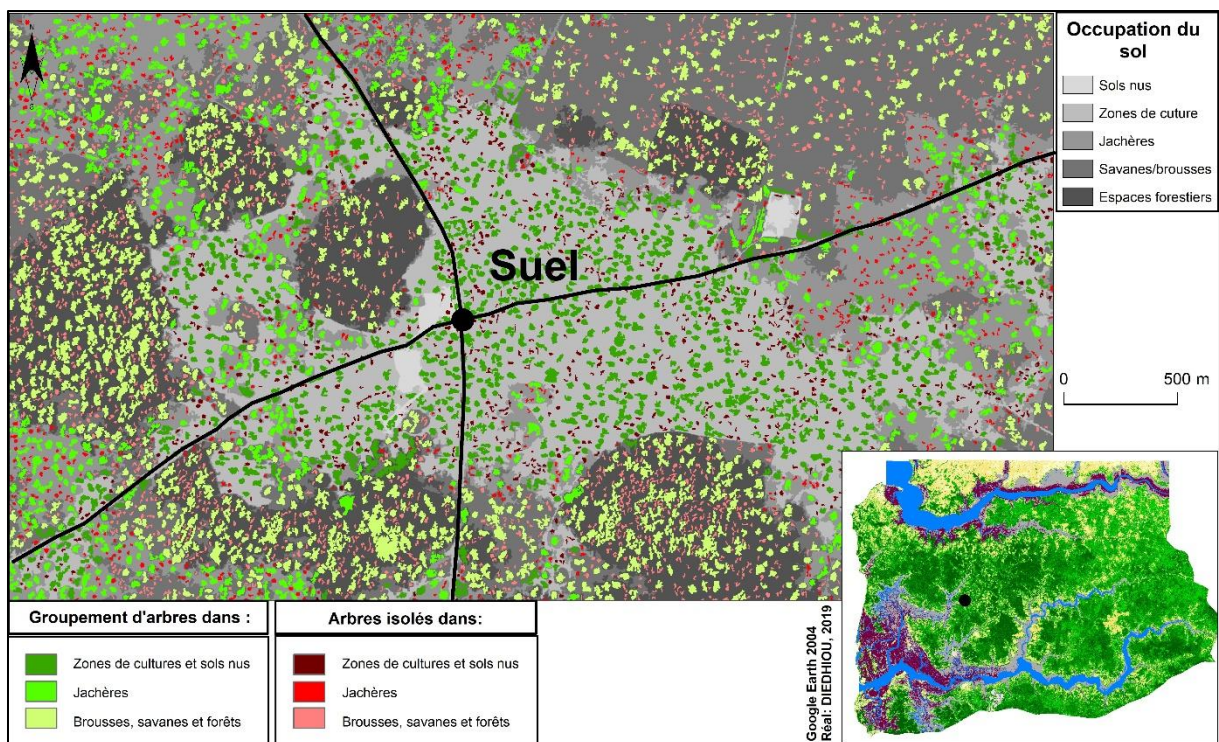 Suel
Occupation du
sol
Sols nus
Zones de cuture
Jachères
Savanes/brousses
Espaces forestiers
0 500 m
Groupement d'arbres dans :
Zones de cultures et sols nus
Jachères
Brousses, savanes et forêts
Arbres isolés dans:
Zones de cultures et sols nus
Jachères
Brousses, savanes et forêts
Google Earth 2004
Réal: DIEDHIOU, 2019